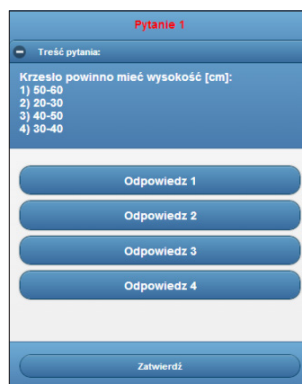 Pytanie 1
Treść pytania:
Krzesło powinno mieć wysokość [cm]:
1) 50-60
2) 20-30
3) 40-50
4) 30-40
Odpowiedz 1
Odpowiedz 2
Odpowiedz 3
Odpowiedz 4
Zatwierdź